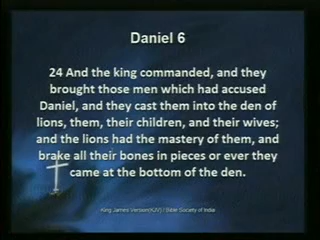 Daniel 6
24 And the king commanded, and they
brought those men which had accused
Daniel, and they cast them into the den of
lions, them, their children, and their wives;
and the lions had the mastery of them, and
brake all their bones in pieces or ever they
came at the bottom of the den.
King James Version(KJV) / Bible Society of India